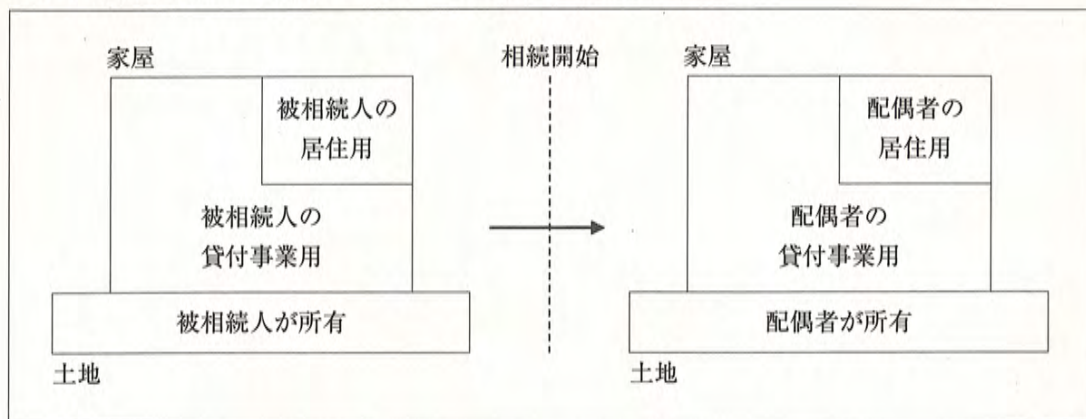 家屋
被相続人の
居住用
被相続人の
貸付事業用
被相続人が所有
土地
相続開始
家屋
配偶者の
居住用
配偶者の
貸付事業用
配偶者が所有
土地